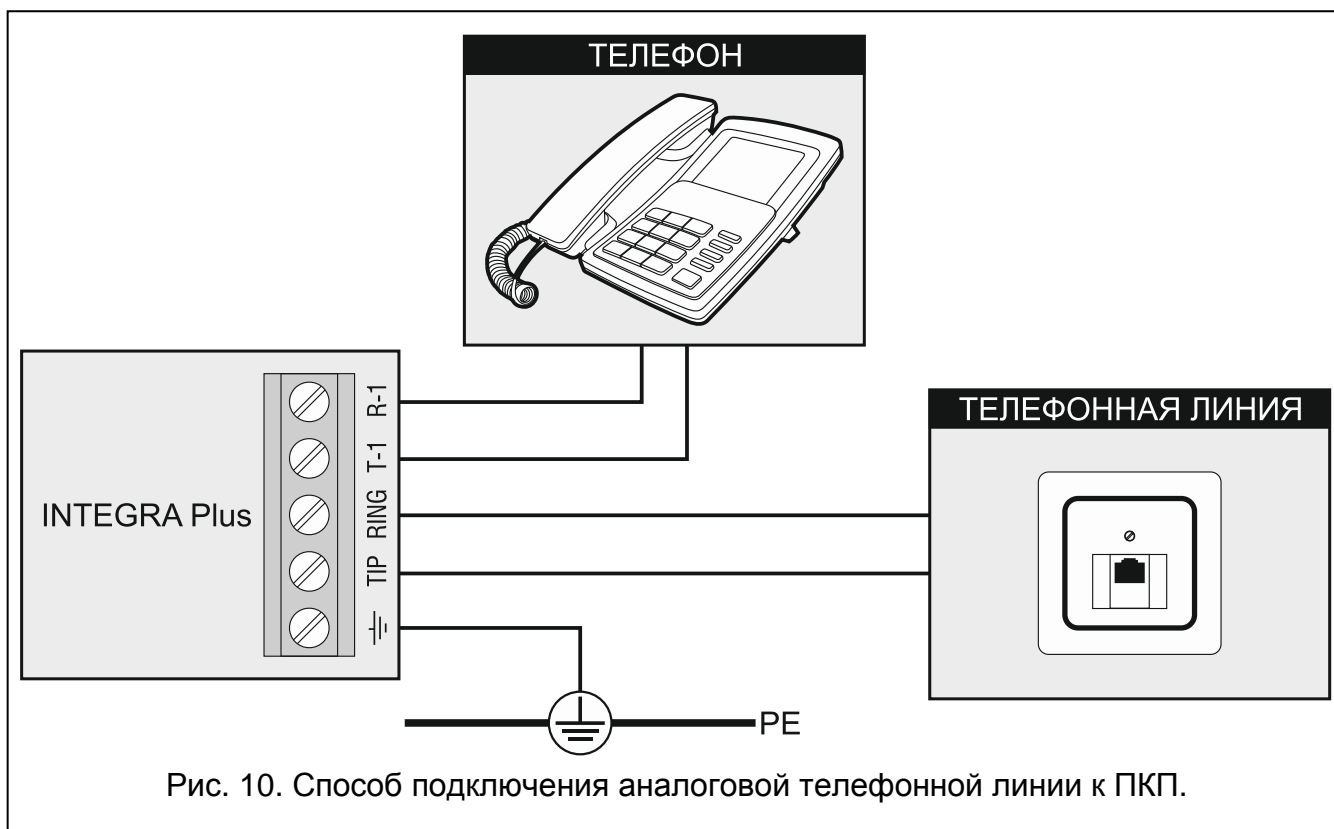 ТЕЛЕФОН
R-1
T-1
RING
TIP
INTEGRA Plus
ТЕЛЕФОННАЯ ЛИНИЯ
PE
Рис. 10. Способ подключения аналоговой телефонной линии к ПКП.